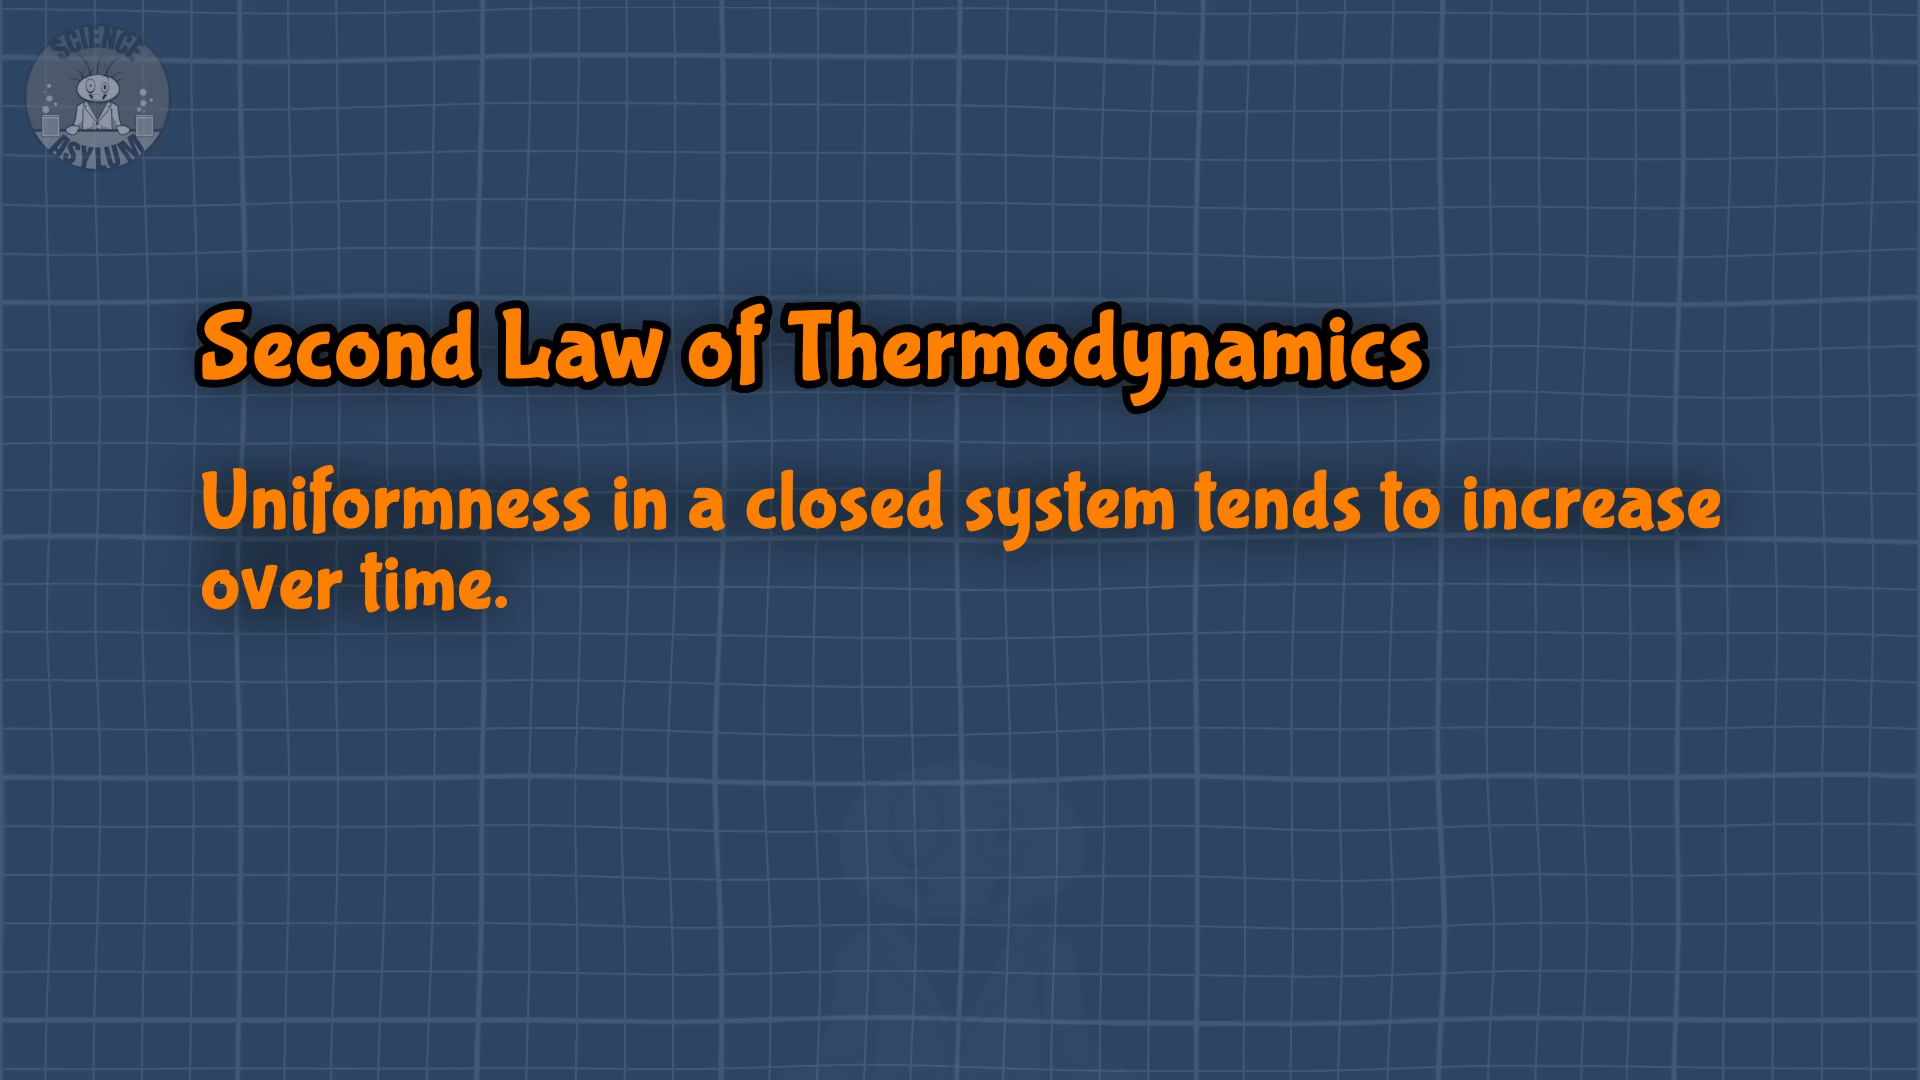 SCIENCE
ASYLUM
Second Law of Thermodynamics
Uniformness in a closed system tends to increase
over time.